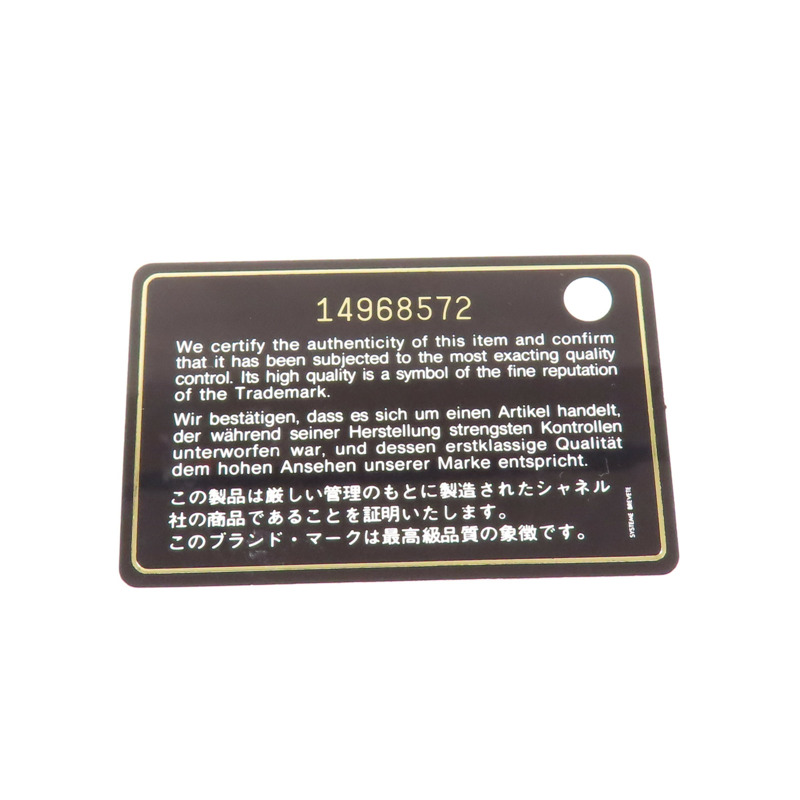 14968572
We certify the authenticity of this item and confirm
that it has been subjected to the most exacting quality
control. Its high quality is a symbol of the fine reputation
of the Trademark.
Wir bestätigen, dass es sich um einen Artikel handelt,
der während seiner Herstellung strengsten Kontrollen
unterworfen war, und dessen erstklassige Qualität
dem hohen Ansehen unserer Marke entspricht.
この製品は厳しい管理のもとに製造されたシャネル
社の商品であることを証明いたします。
このブランド・マークは最高級品質の象徴です。
SYSTEME BREVETE